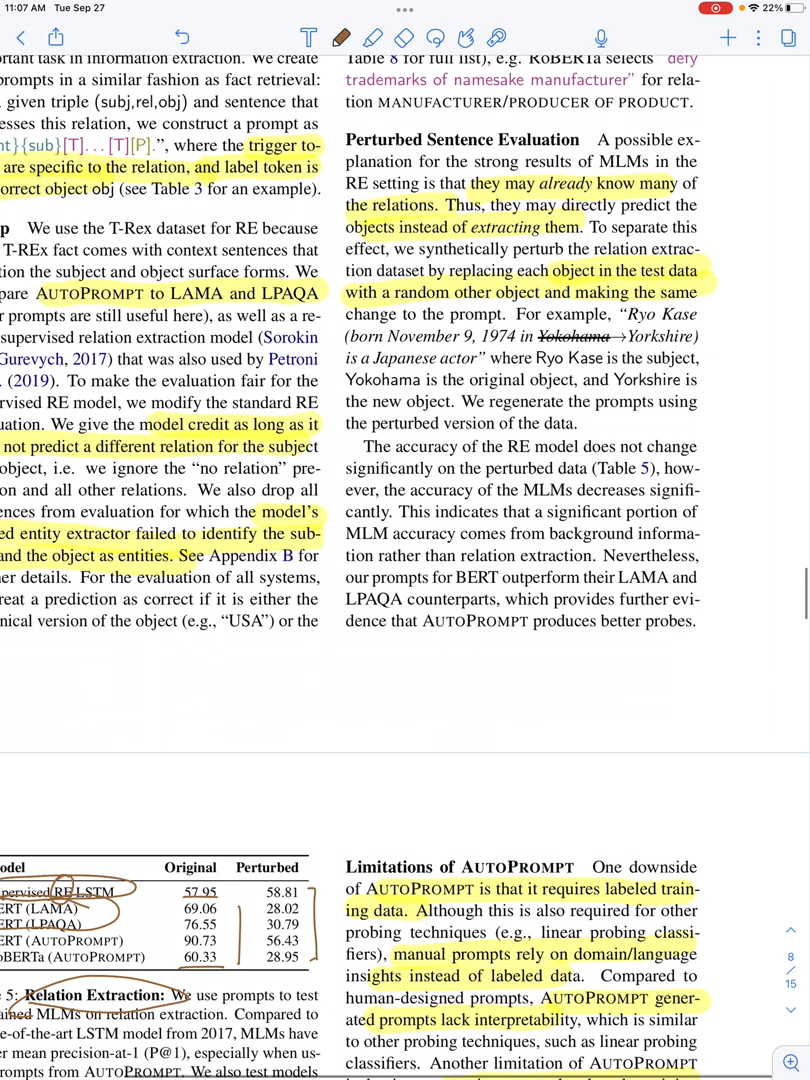 11:07 AM Tue Sep 27
22%
ortant task in information extraction. We create
prompts in a similar fashion as fact retrieval:
given triple (subj,rel,obj) and sentence that
esses this relation, we construct a prompt as
nt}{sub}[T]. . . [T][P].”, where the trigger to-
are specific to the relation, and label token is
orrect object obj (see Table 3 for an example).
p We use the T-Rex dataset for RE because
T-REx fact comes with context sentences that
tion the subject and object surface forms. We
pare AUTOPROMPT to LAMA and LPAQA
r prompts are still useful here), as well as a re-
supervised relation extraction model (Sorokin
Gurevych, 2017) that was also used by Petroni
. (2019). To make the evaluation fair for the
rvised RE model, we modify the standard RE
uation. We give the model credit as long as it
not predict a different relation for the subject
object, i.e. we ignore the “no relation” pre-
on and all other relations. We also drop all
ences from evaluation for which the model’s
ed entity extractor failed to identify the sub-
and the object as entities. See Appendix B for
er details. For the evaluation of all systems,
reat a prediction as correct if it is either the
nical version of the object (e.g., “USA”) or the
Table 8 for full list), e.g. ROBERTa selects “defy
trademarks of namesake manufacturer” for rela-
tion MANUFACTURER/PRODUCER OF PRODUCT.
Perturbed Sentence Evaluation A possible ex-
planation for the strong results of MLMs in the
RE setting is that they may already know many of
the relations. Thus, they may directly predict the
objects instead of extracting them. To separate this
effect, we synthetically perturb the relation extrac-
tion dataset by replacing each object in the test data
with a random other object and making the same
change to the prompt. For example, “Ryo Kase
(born November 9, 1974 in Yokohama→Yorkshire)
is a Japanese actor” where Ryo Kase is the subject,
Yokohama is the original object, and Yorkshire is
the new object. We regenerate the prompts using
the perturbed version of the data.
The accuracy of the RE model does not change
significantly on the perturbed data (Table 5), how-
ever, the accuracy of the MLMs decreases signifi-
cantly. This indicates that a significant portion of
MLM accuracy comes from background informa-
tion rather than relation extraction. Nevertheless,
our prompts for BERT outperform their LAMA and
LPAQA counterparts, which provides further evi-
dence that AUTOPROMPT produces better probes.
odel Original Perturbed
pervised RE LSTM 57.95 58.81
ERT (LAMA) 69.06 28.02
ERT (LPAQA) 76.55 30.79
ERT (AUTOPROMPT) 90.73 56.43
oBERTa (AUTOPROMPT) 60.33 28.95
e 5: Relation Extraction: We use prompts to test
ained MLMs on relation extraction. Compared to
e-of-the-art LSTM model from 2017, MLMs have
er mean precision-at-1 (P@1), especially when us-
rompts from AUTOPROMPT. We also test models
Limitations of AUTOPROMPT One downside
of AUTOPROMPT is that it requires labeled train-
ing data. Although this is also required for other
probing techniques (e.g., linear probing classi-
fiers), manual prompts rely on domain/language
insights instead of labeled data. Compared to
human-designed prompts, AUTOPROMPT gener-
ated prompts lack interpretability, which is similar
to other probing techniques, such as linear probing
classifiers. Another limitation of AUTOPROMPT
8
/
15